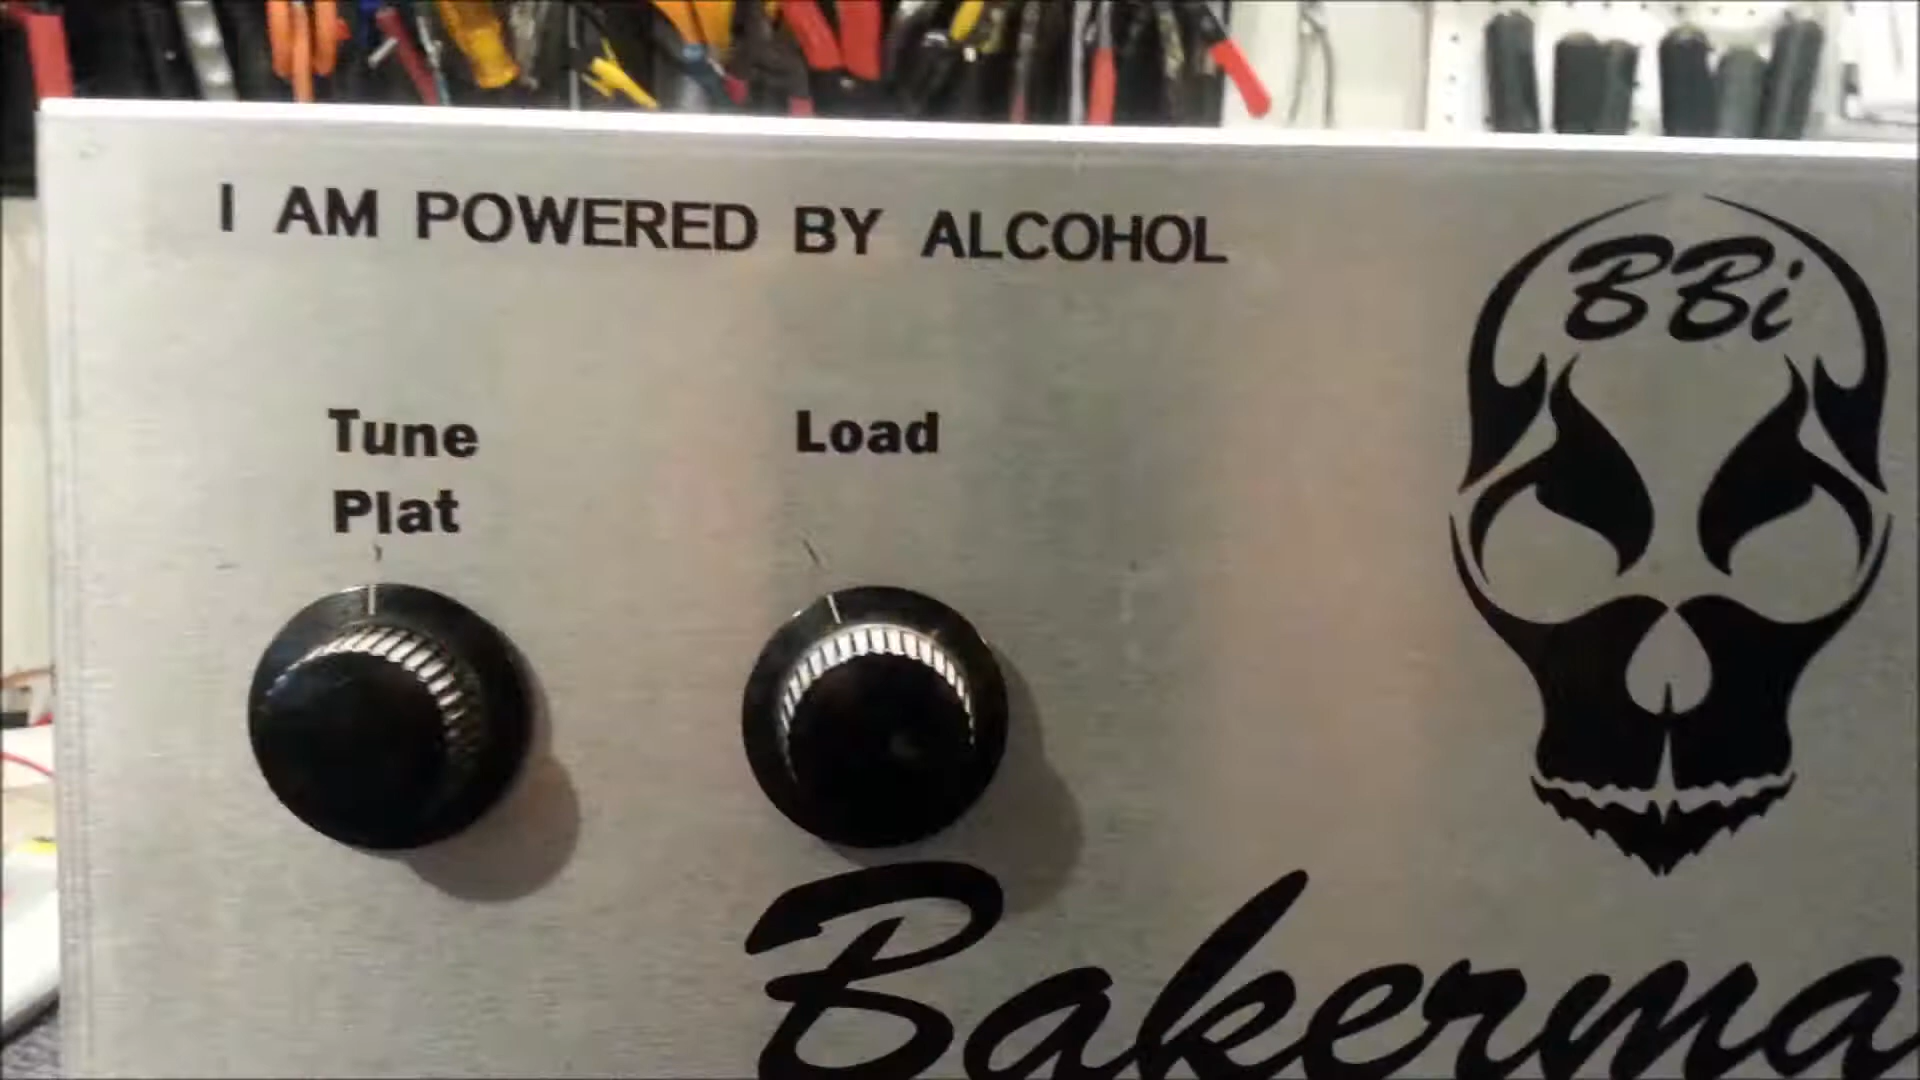 I AM POWERED BY ALCOHOL
BBi
Tune
Plat
Load
Bakerma